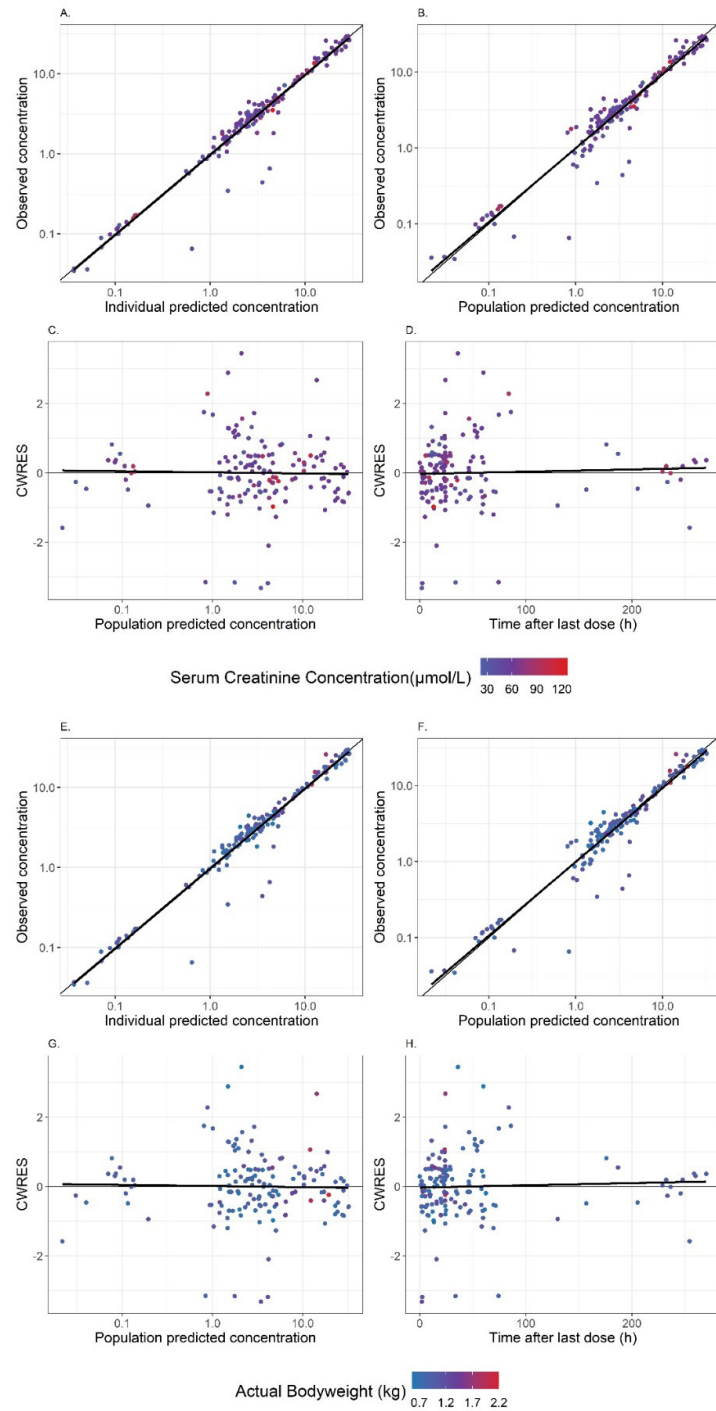 A.
B.
Observed concentration
10.0
1.0
0.1
0.1
1.0
10.0
Individual predicted concentration
Observed concentration
10.0
1.0
0.1
0.1
1.0
10.0
Population predicted concentration
C.
D.
CWRES
2
0
-2
0.1
1.0
10.0
Population predicted concentration
CWRES
2
0
-2
0
100
200
Time after last dose (h)
Serum Creatinine Concentration(µmol/L)
30 60 90 120
E.
F.
Observed concentration
10.0
1.0
0.1
0.1
1.0
10.0
Individual predicted concentration
Observed concentration
10.0
1.0
0.1
0.1
1.0
10.0
Population predicted concentration
G.
H.
CWRES
2
0
-2
0.1
1.0
10.0
Population predicted concentration
CWRES
2
0
-2
0
100
200
Time after last dose (h)
Actual Bodyweight (kg)
0.7 1.2 1.7 2.2